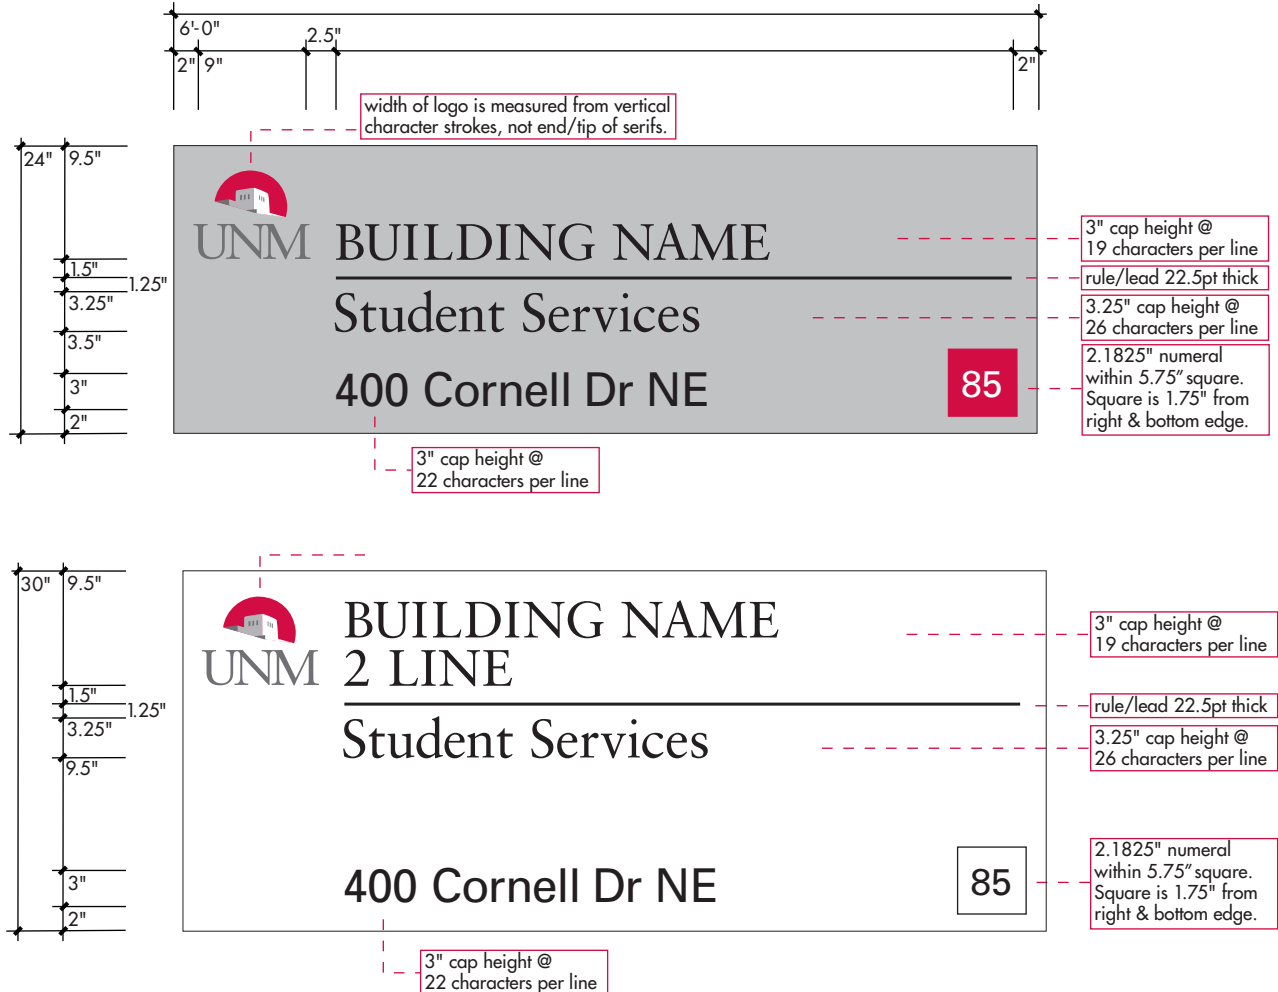 6'-0"
2.5"
2" 9" 2"
width of logo is measured from vertical
character strokes, not end/tip of serifs.
24" 9.5"
1.5"
1.25"
3.25"
3.5"
3"
2"
UNM BUILDING NAME
Student Services
400 Cornell Dr NE
85
3" cap height @
19 characters per line
rule/lead 22.5pt thick
3.25" cap height @
26 characters per line
2.1825" numeral
within 5.75" square.
Square is 1.75" from
right & bottom edge.
3" cap height @
22 characters per line
30" 9.5"
1.5"
1.25"
3.25"
9.5"
3"
2"
BUILDING NAME
UNM 2 LINE
Student Services
400 Cornell Dr NE
85
3" cap height @
19 characters per line
rule/lead 22.5pt thick
3.25" cap height @
26 characters per line
2.1825" numeral
within 5.75" square.
Square is 1.75" from
right & bottom edge.
3" cap height @
22 characters per line